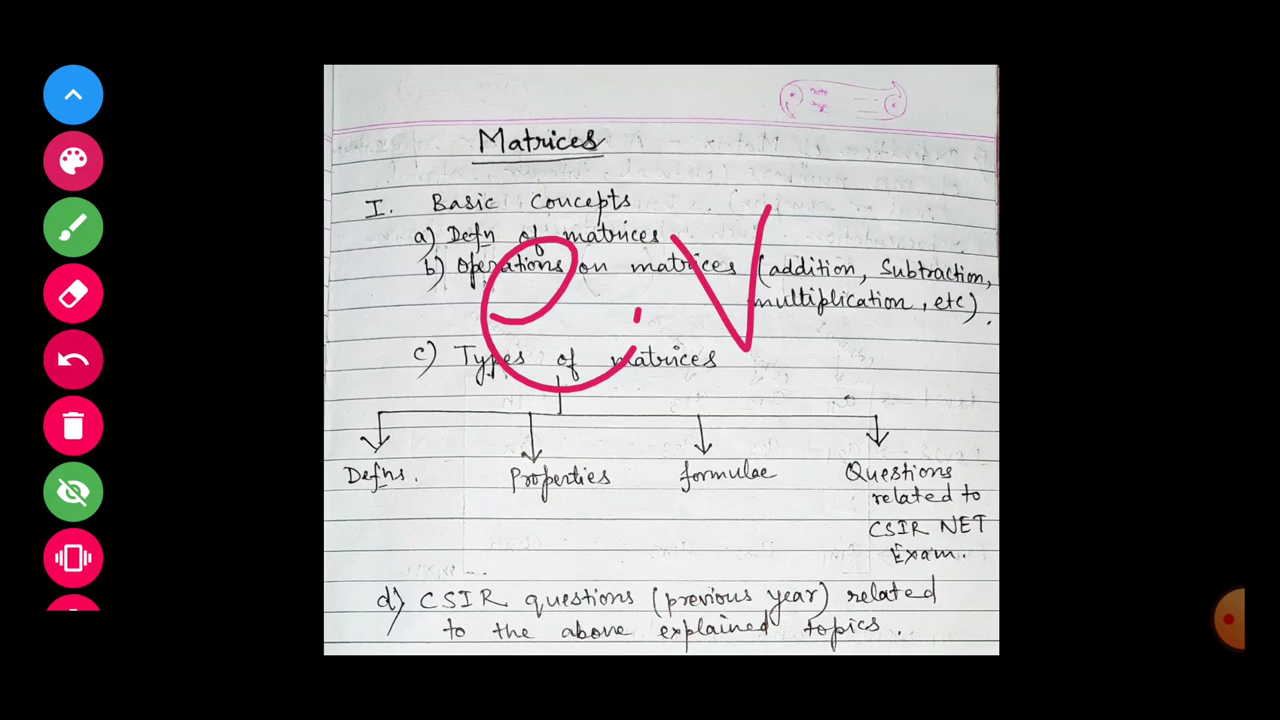 Matrices
I. Basic Concepts
a) Defn of matrices
b) Operations on matrices (addition, Subtraction,
multiplication, etc).
c) Types of matrices
Defns. Properties formulae Questions
related to
CSIR NET
Exam.
d) CSIR questions (previous year) related
to the above explained topics.
e.V